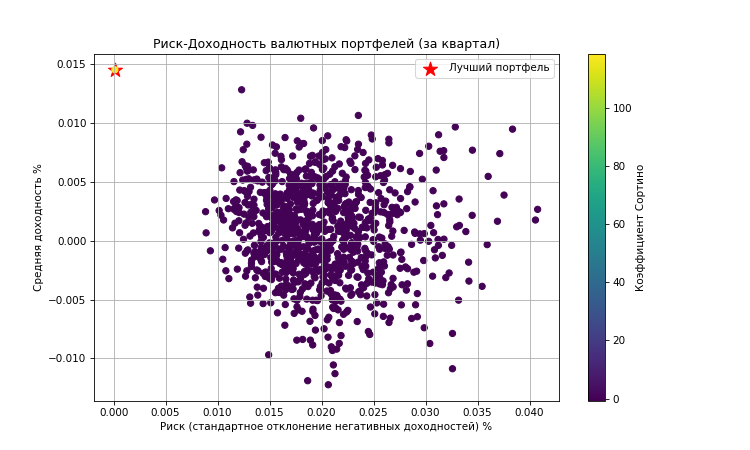 Риск-Доходность валютных портфелей (за квартал)
Лучший портфель
Средняя доходность %
0.015
0.010
0.005
0.000
−0.005
−0.010
0.000 0.005 0.010 0.015 0.020 0.025 0.030 0.035 0.040
Риск (стандартное отклонение негативных доходностей) %
100
80
60
40
20
0
Коэффициент Сортино